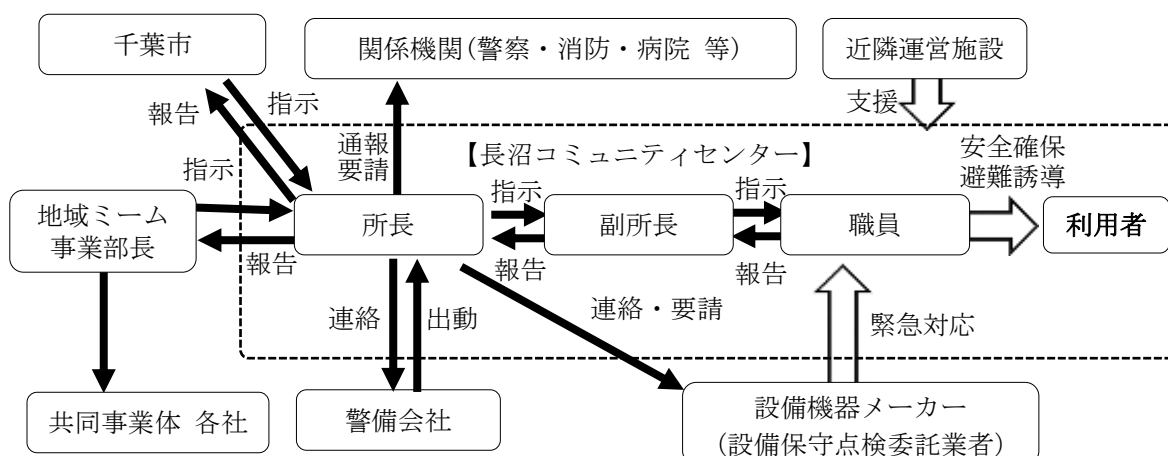 千葉市
関係機関(警察・消防・病院 等)
近隣運営施設
報告
指示
支援
通報
要請
【長沼コミュニティセンター】
安全確保
避難誘導
指示
指示
指示
地域ミーム
事業部長
所長
副所長
職員
利用者
報告
報告
報告
連絡
出動
連絡・要請
緊急対応
共同事業体 各社
警備会社
設備機器メーカー
(設備保守点検委託業者)